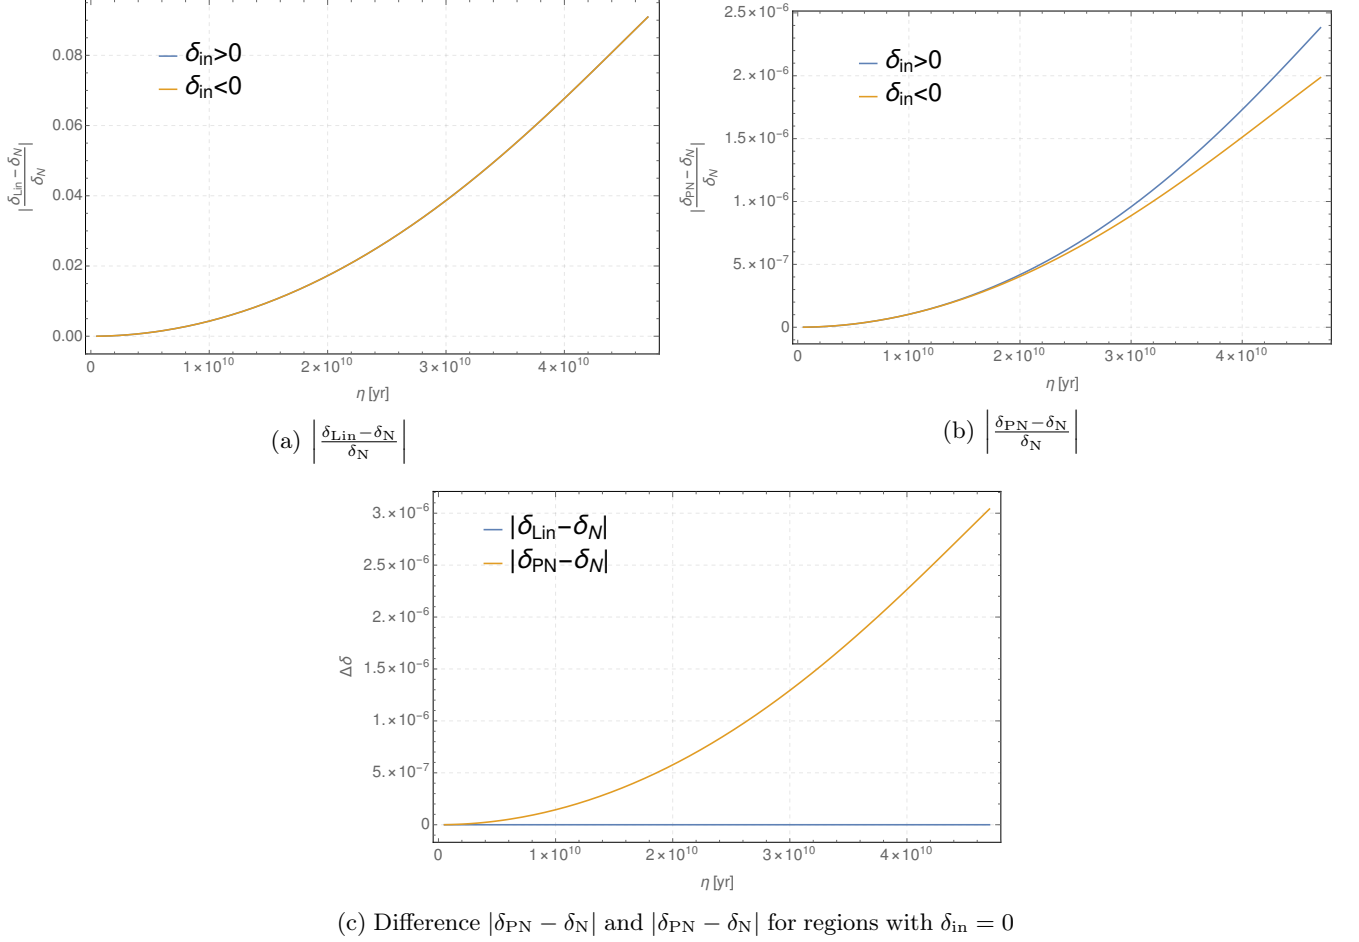 0.08
0.06
0.04
0.02
0.00
|δLin−δN / δN|
δin>0
δin<0
0 1×10^10 2×10^10 3×10^10 4×10^10
η [yr]
(a) |δLin−δN / δN|
2.5×10^-6
2.×10^-6
1.5×10^-6
1.×10^-6
5.×10^-7
0
|δPN−δN / δN|
δin>0
δin<0
0 1×10^10 2×10^10 3×10^10 4×10^10
η [yr]
(b) |δPN−δN / δN|
3.×10^-6
2.5×10^-6
2.×10^-6
1.5×10^-6
1.×10^-6
5.×10^-7
0
Δδ
|δLin−δN|
|δPN−δN|
0 1×10^10 2×10^10 3×10^10 4×10^10
η [yr]
(c) Difference |δPN − δN| and |δPN − δN| for regions with δin = 0